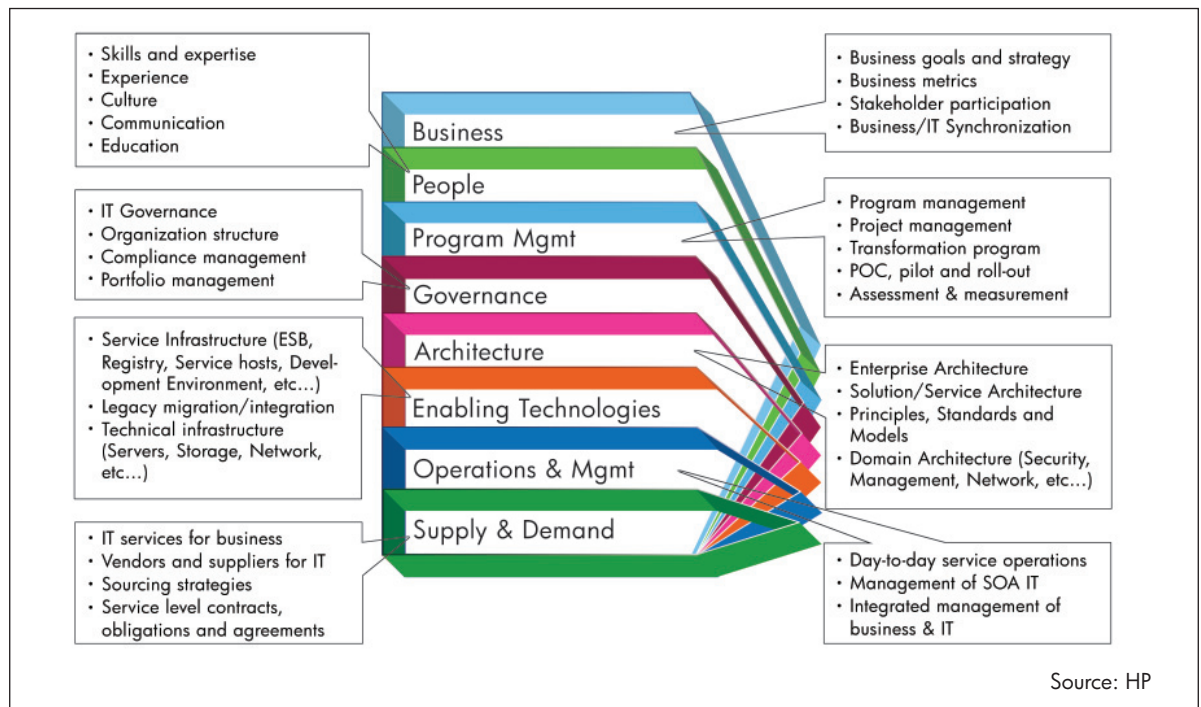 · Skills and expertise
· Experience
· Culture
· Communication
· Education
· IT Governance
· Organization structure
· Compliance management
· Portfolio management
· Service Infrastructure (ESB,
Registry, Service hosts, Devel-
opment Environment, etc...)
· Legacy migration/integration
· Technical infrastructure
(Servers, Storage, Network,
etc...)
· IT services for business
· Vendors and suppliers for IT
· Sourcing strategies
· Service level contracts,
obligations and agreements
Business
People
Program Mgmt
Governance
Architecture
Enabling Technologies
Operations & Mgmt
Supply & Demand
· Business goals and strategy
· Business metrics
· Stakeholder participation
· Business/IT Synchronization
· Program management
· Project management
· Transformation program
· POC, pilot and roll-out
· Assessment & measurement
· Enterprise Architecture
· Solution/Service Architecture
· Principles, Standards and
Models
· Domain Architecture (Security,
Management, Network, etc...)
· Day-to-day service operations
· Management of SOA IT
· Integrated management of
business & IT
Source: HP